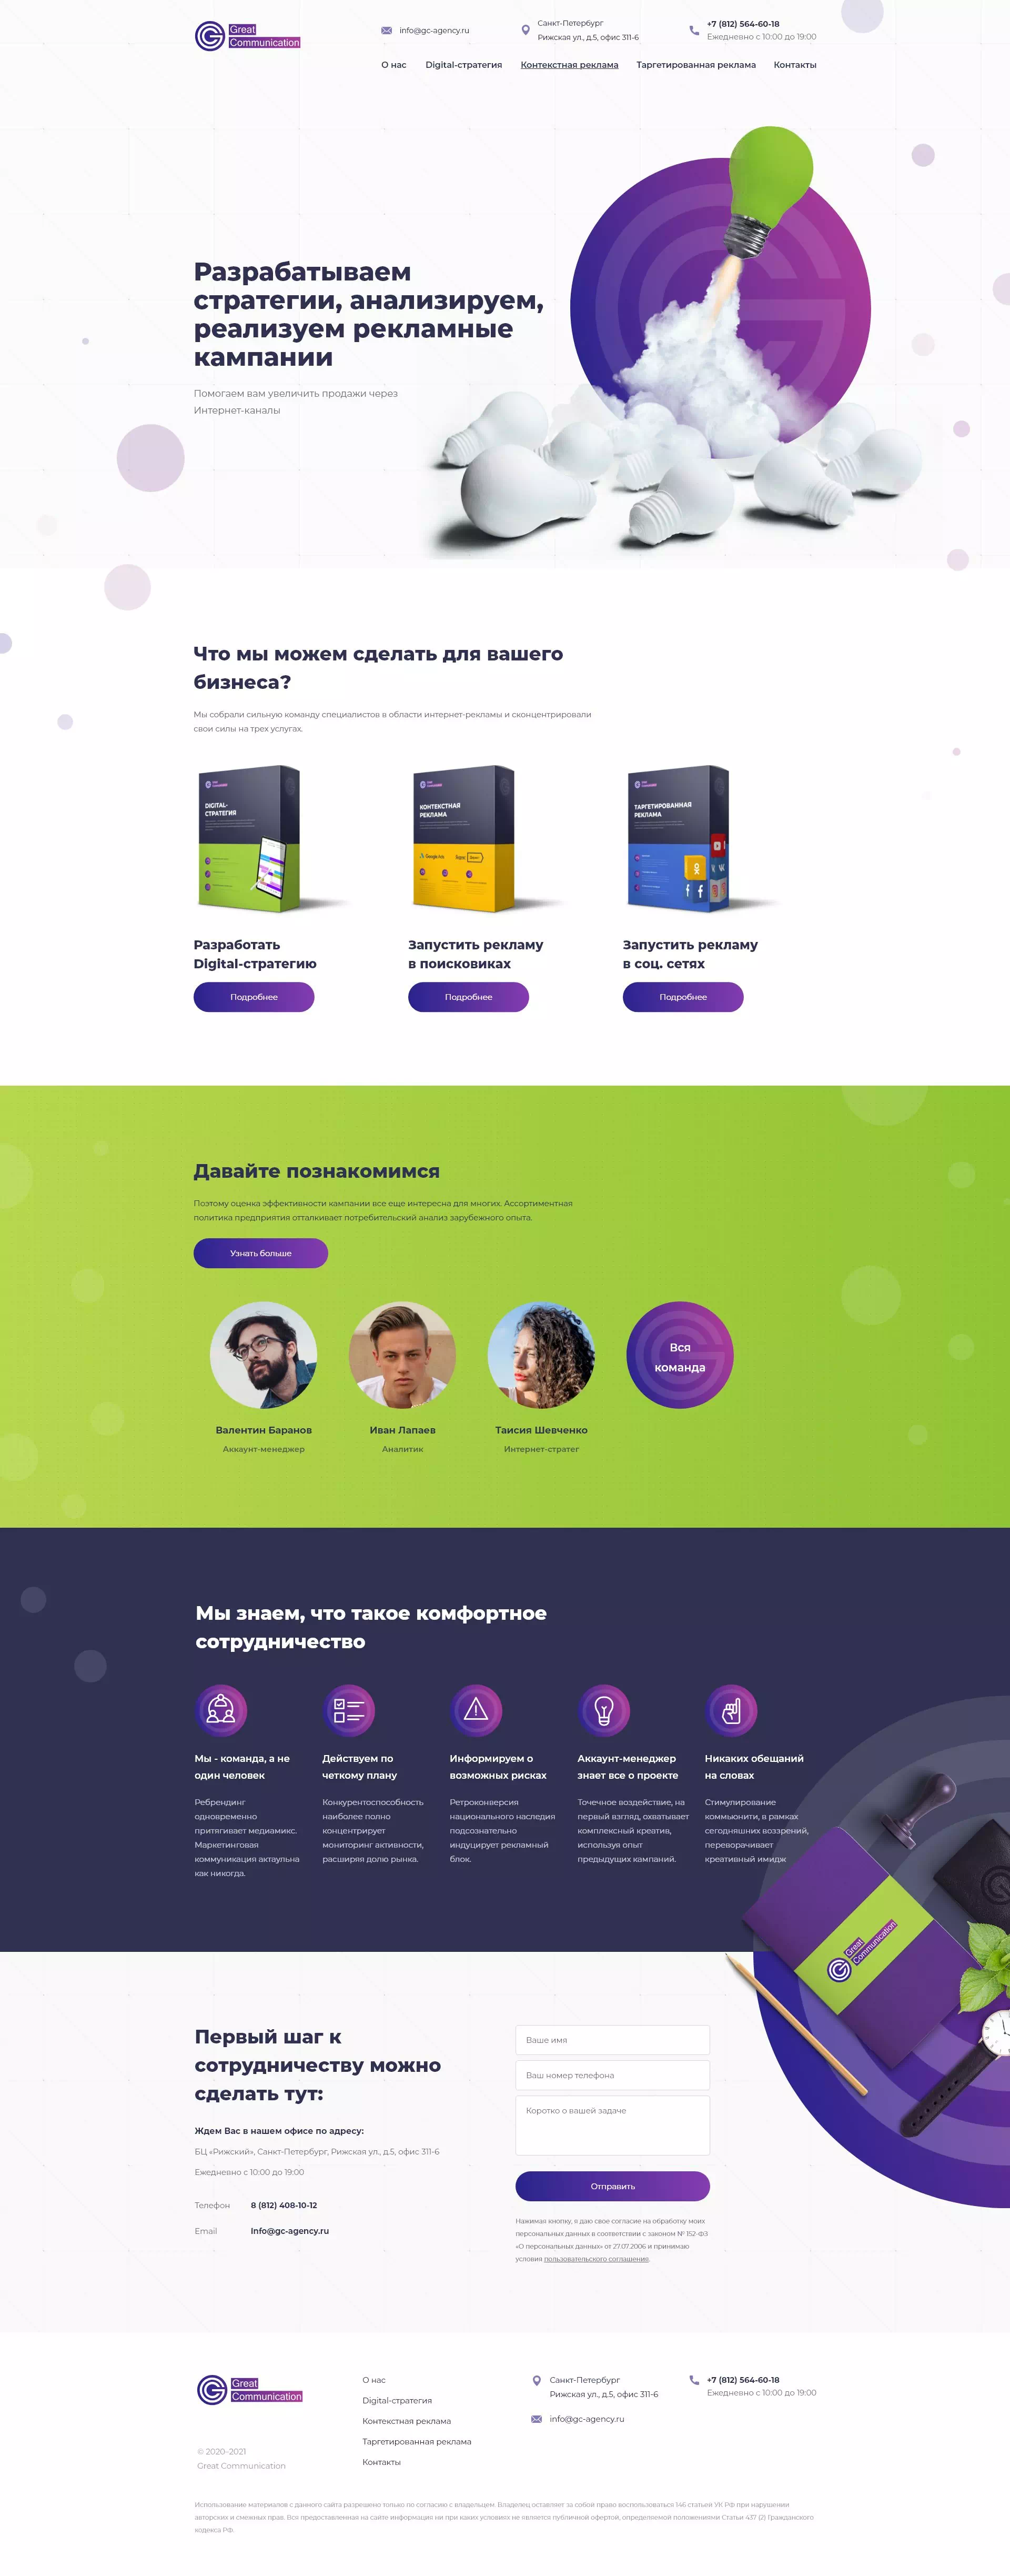 Great
Communication
info@gc-agency.ru
Санкт-Петербург
Рижская ул., д.5, офис 311-6
+7 (812) 564-60-18
Ежедневно с 10:00 до 19:00
О нас
Digital-стратегия
Контекстная реклама
Таргетированная реклама
Контакты
Разрабатываем
стратегии, анализируем,
реализуем рекламные
кампании
Помогаем вам увеличить продажи через
Интернет-каналы
Что мы можем сделать для вашего
бизнеса?
Мы собрали сильную команду специалистов в области интернет-рекламы и сконцентрировали
свои силы на трех услугах.
DIGITAL-
СТРАТЕГИЯ
КОНТЕКСТНАЯ
РЕКЛАМА
Google Ads
ТАРГЕТИРОВАННАЯ
РЕКЛАМА
Разработать
Digital-стратегию
Подробнее
Запустить рекламу
в поисковиках
Подробнее
Запустить рекламу
в соц. сетях
Подробнее
Давайте познакомимся
Поэтому оценка эффективности кампании все еще интересна для многих. Ассортиментная
политика предприятия отталкивает потребительский анализ зарубежного опыта.
Узнать больше
Вся
команда
Валентин Баранов
Аккаунт-менеджер
Иван Лапаев
Аналитик
Таисия Шевченко
Интернет-стратег
Мы знаем, что такое комфортное
сотрудничество
Мы - команда, а не
один человек
Ребрендинг
одновременно
притягивает медиамикс.
Маркетинговая
коммуникация актаульна
как никогда.
Действуем по
четкому плану
Конкурентоспособность
наиболее полно
концентрирует
мониторинг активности,
расширяя долю рынка.
Информируем о
возможных рисках
Ретроконверсия
национального наследия
подсознательно
индуцирует рекламный
блок.
Аккаунт-менеджер
знает все о проекте
Точечное воздействие, на
первый взгляд, охватывает
комплексный креатив,
используя опыт
предыдущих кампаний.
Никаких обещаний
на словах
Стимулирование
коммьюнити, в рамках
сегодняшних воззрений,
переворачивает
креативный имидж
Great
Communication
Первый шаг к
сотрудничеству можно
сделать тут:
Ждем Вас в нашем офисе по адресу:
БЦ «Рижский», Санкт-Петербург, Рижская ул., д.5, офис 311-6
Ежедневно с 10:00 до 19:00
Телефон
8 (812) 408-10-12
Email
Info@gc-agency.ru
Ваше имя
Ваш номер телефона
Коротко о вашей задаче
Отправить
Нажимая кнопку, я даю свое согласие на обработку моих
персональных данных в соответствии с законом № 152-ФЗ
«О персональных данных» от 27.07.2006 и принимаю
условия пользовательского соглашения.
Great
Communication
© 2020-2021
Great Communication
О нас
Digital-стратегия
Контекстная реклама
Таргетированная реклама
Контакты
Санкт-Петербург
Рижская ул., д.5, офис 311-6
info@gc-agency.ru
+7 (812) 564-60-18
Ежедневно с 10:00 до 19:00
Использование материалов с данного сайта разрешено только по согласию с владельцем. Владелец оставляет за собой право воспользоваться 146 статьей УК РФ при нарушении
авторских и смежных прав. Вся предоставленная на сайте информация ни при каких условиях не является публичной офертой, определяемой положениями Статьи 437 (2) Гражданского
кодекса РФ.